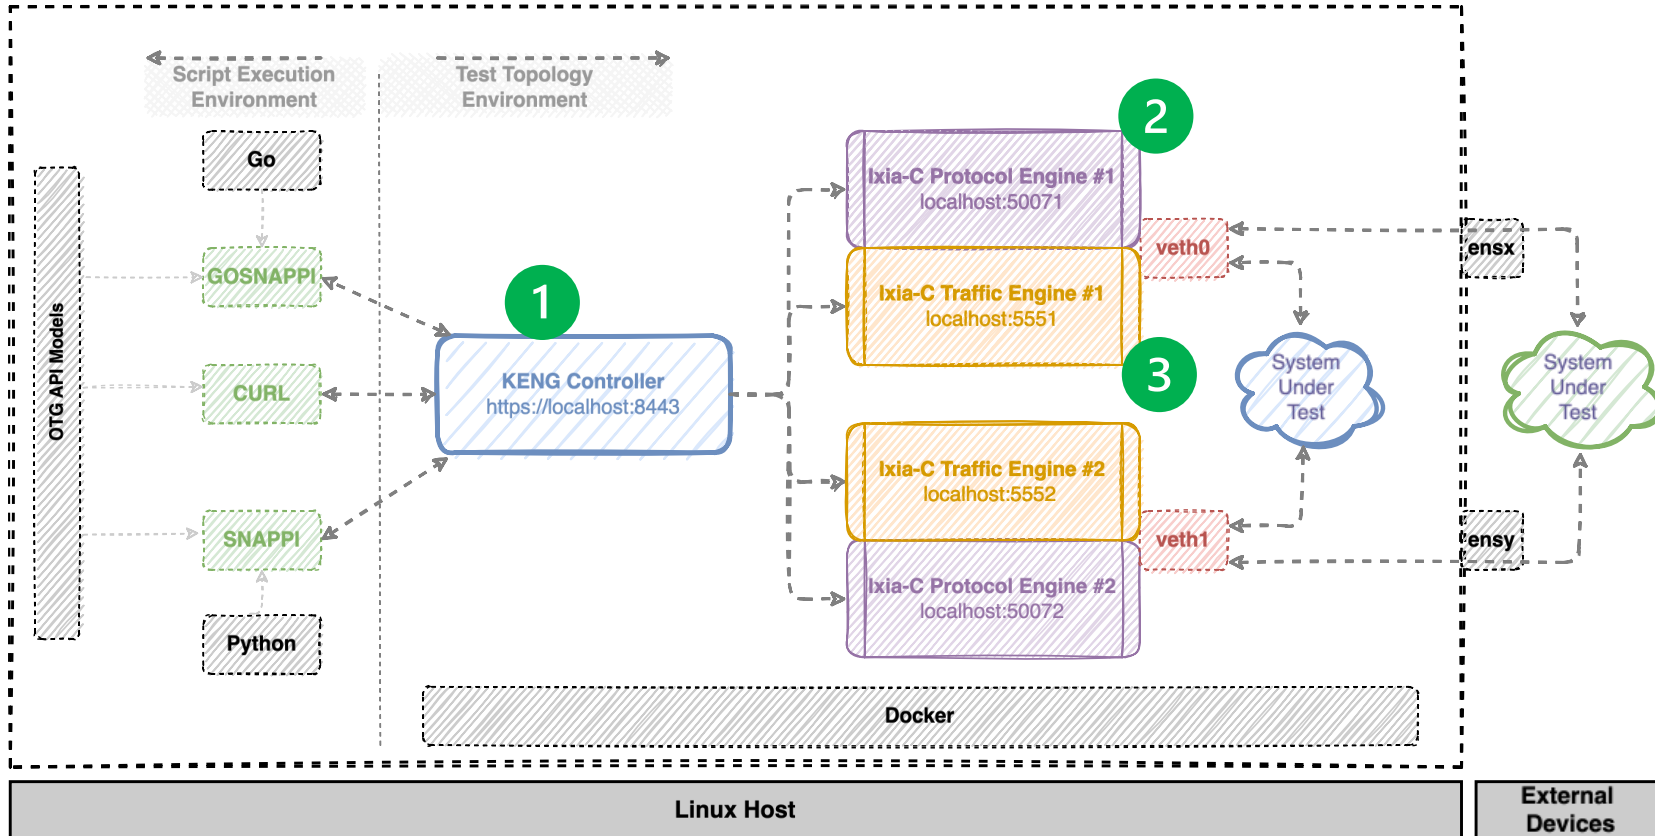 Script Execution
Environment
Test Topology
Environment
Go
OTG API Models
GOSNAPPI
CURL
SNAPPI
Python
1
KENG Controller
https://localhost:8443
2
Ixia-C Protocol Engine #1
localhost:50071
Ixia-C Traffic Engine #1
localhost:5551
3
Ixia-C Traffic Engine #2
localhost:5552
Ixia-C Protocol Engine #2
localhost:50072
veth0
veth1
System
Under
Test
ensx
ensy
System
Under
Test
Docker
Linux Host
External
Devices